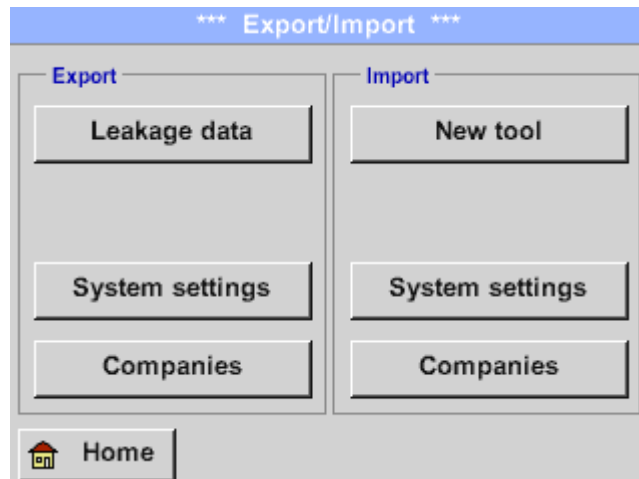 *** Export/Import ***
Export
Leakage data
System settings
Companies
Import
New tool
System settings
Companies
Home